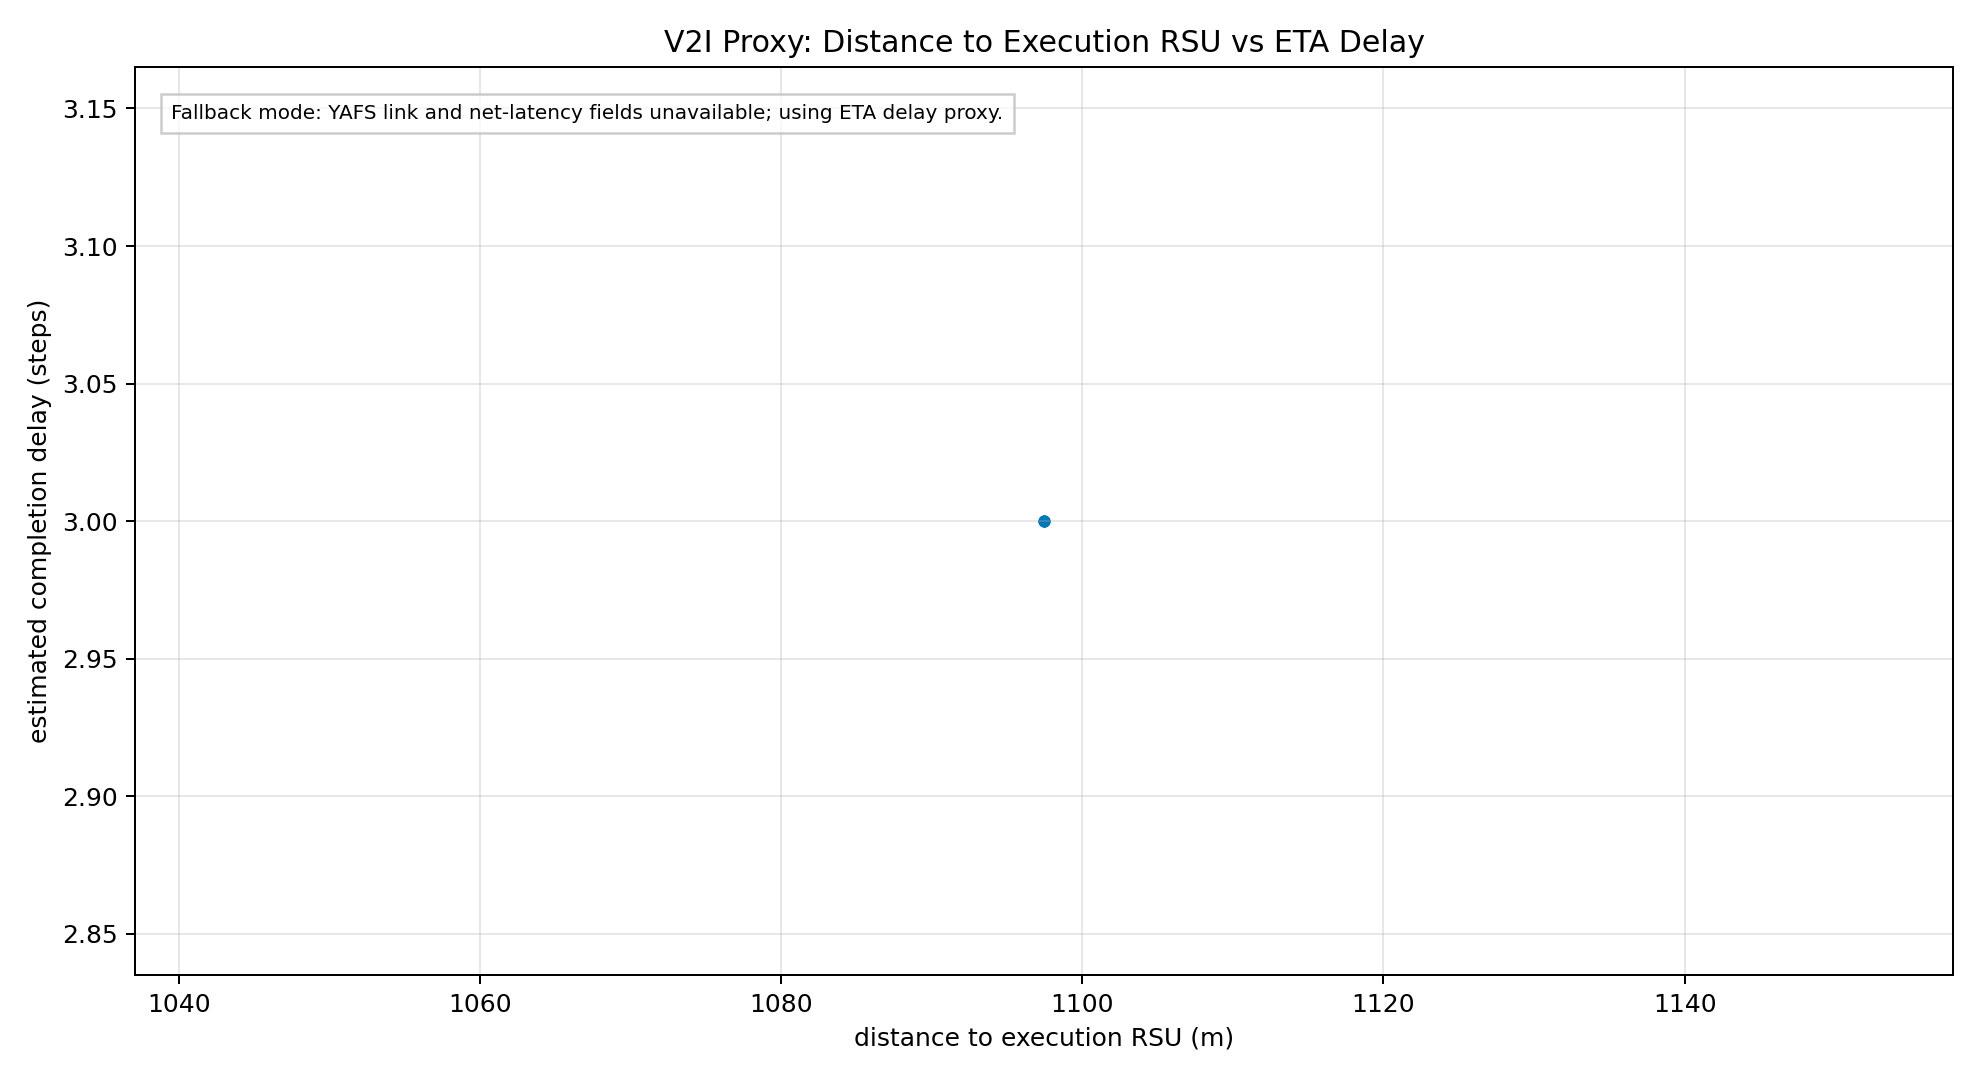 V2I Proxy: Distance to Execution RSU vs ETA Delay
Fallback mode: YAFS link and net-latency fields unavailable; using ETA delay proxy.
estimated completion delay (steps)
3.15
3.10
3.05
3.00
2.95
2.90
2.85
1040 1060 1080 1100 1120 1140
distance to execution RSU (m)